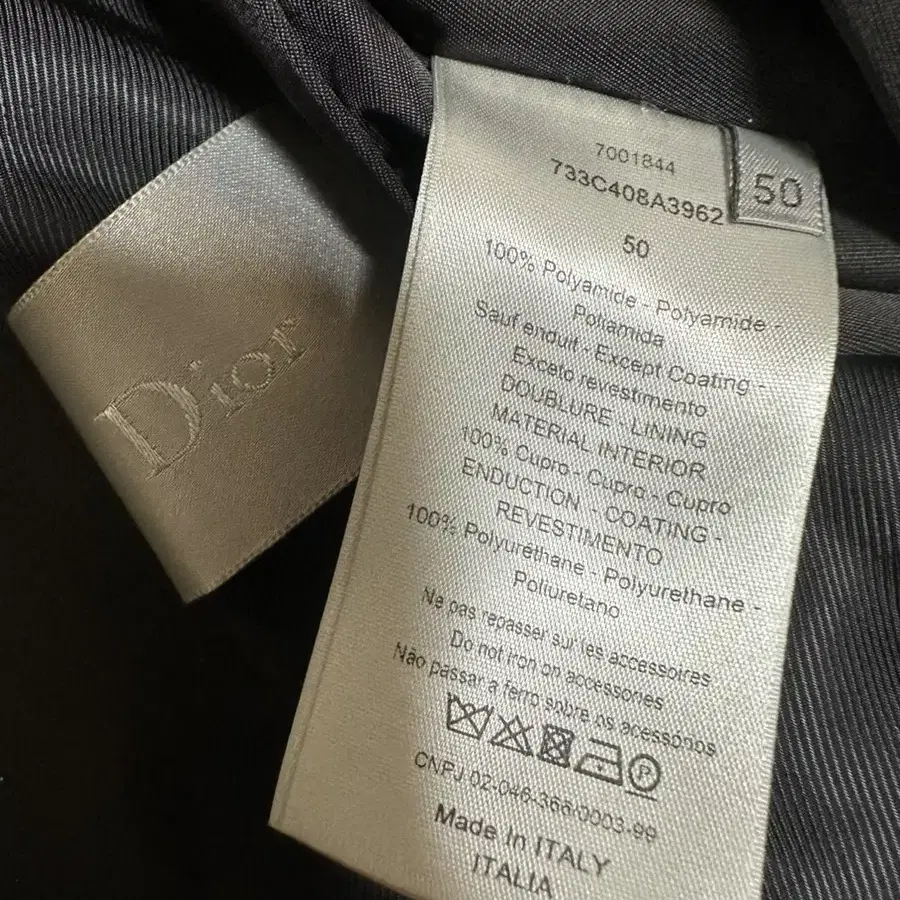 Dior
7001844
733C408A3962
50
50
100% Polyamide - Polyamide -
Poliamida
Sauf enduit - Except Coating -
Exceto revestimento
DOUBLURE - LINING
MATERIAL INTERIOR
100% Cupro - Cupro - Cupro
ENDUCTION - COATING -
REVESTIMENTO
100% Polyuréthane - Polyurethane -
Poliuretano
Ne pas repasser sur les accessoires
Do not iron on accessories
Não passar a ferro sobre os acessórios
P
CNPJ 02-046-366/0003-99
Made In ITALY
ITALIA